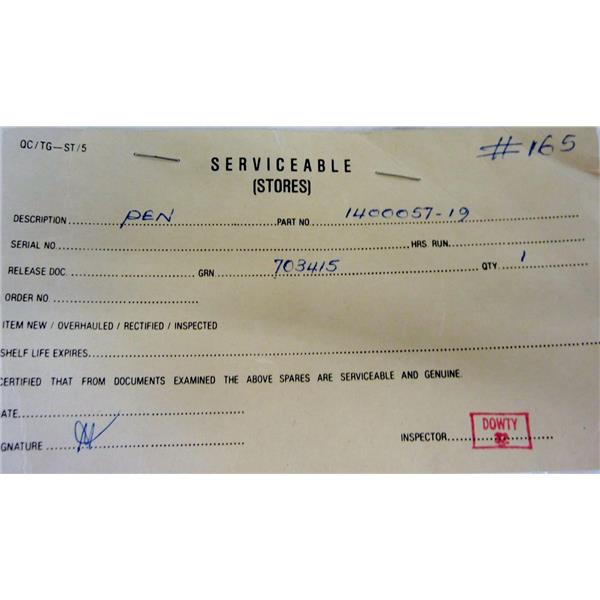 QC/TG—ST/5
#165
SERVICEABLE
(STORES)
DESCRIPTION PEN PART NO 1400057-19
SERIAL NO. HRS RUN.
RELEASE DOC. GRN 703415 QTY. 1
ORDER NO.
ITEM NEW / OVERHAULED / RECTIFIED / INSPECTED
SHELF LIFE EXPIRES
CERTIFIED THAT FROM DOCUMENTS EXAMINED THE ABOVE SPARES ARE SERVICEABLE AND GENUINE.
ATE
GNATURE INSPECTOR DOWTY